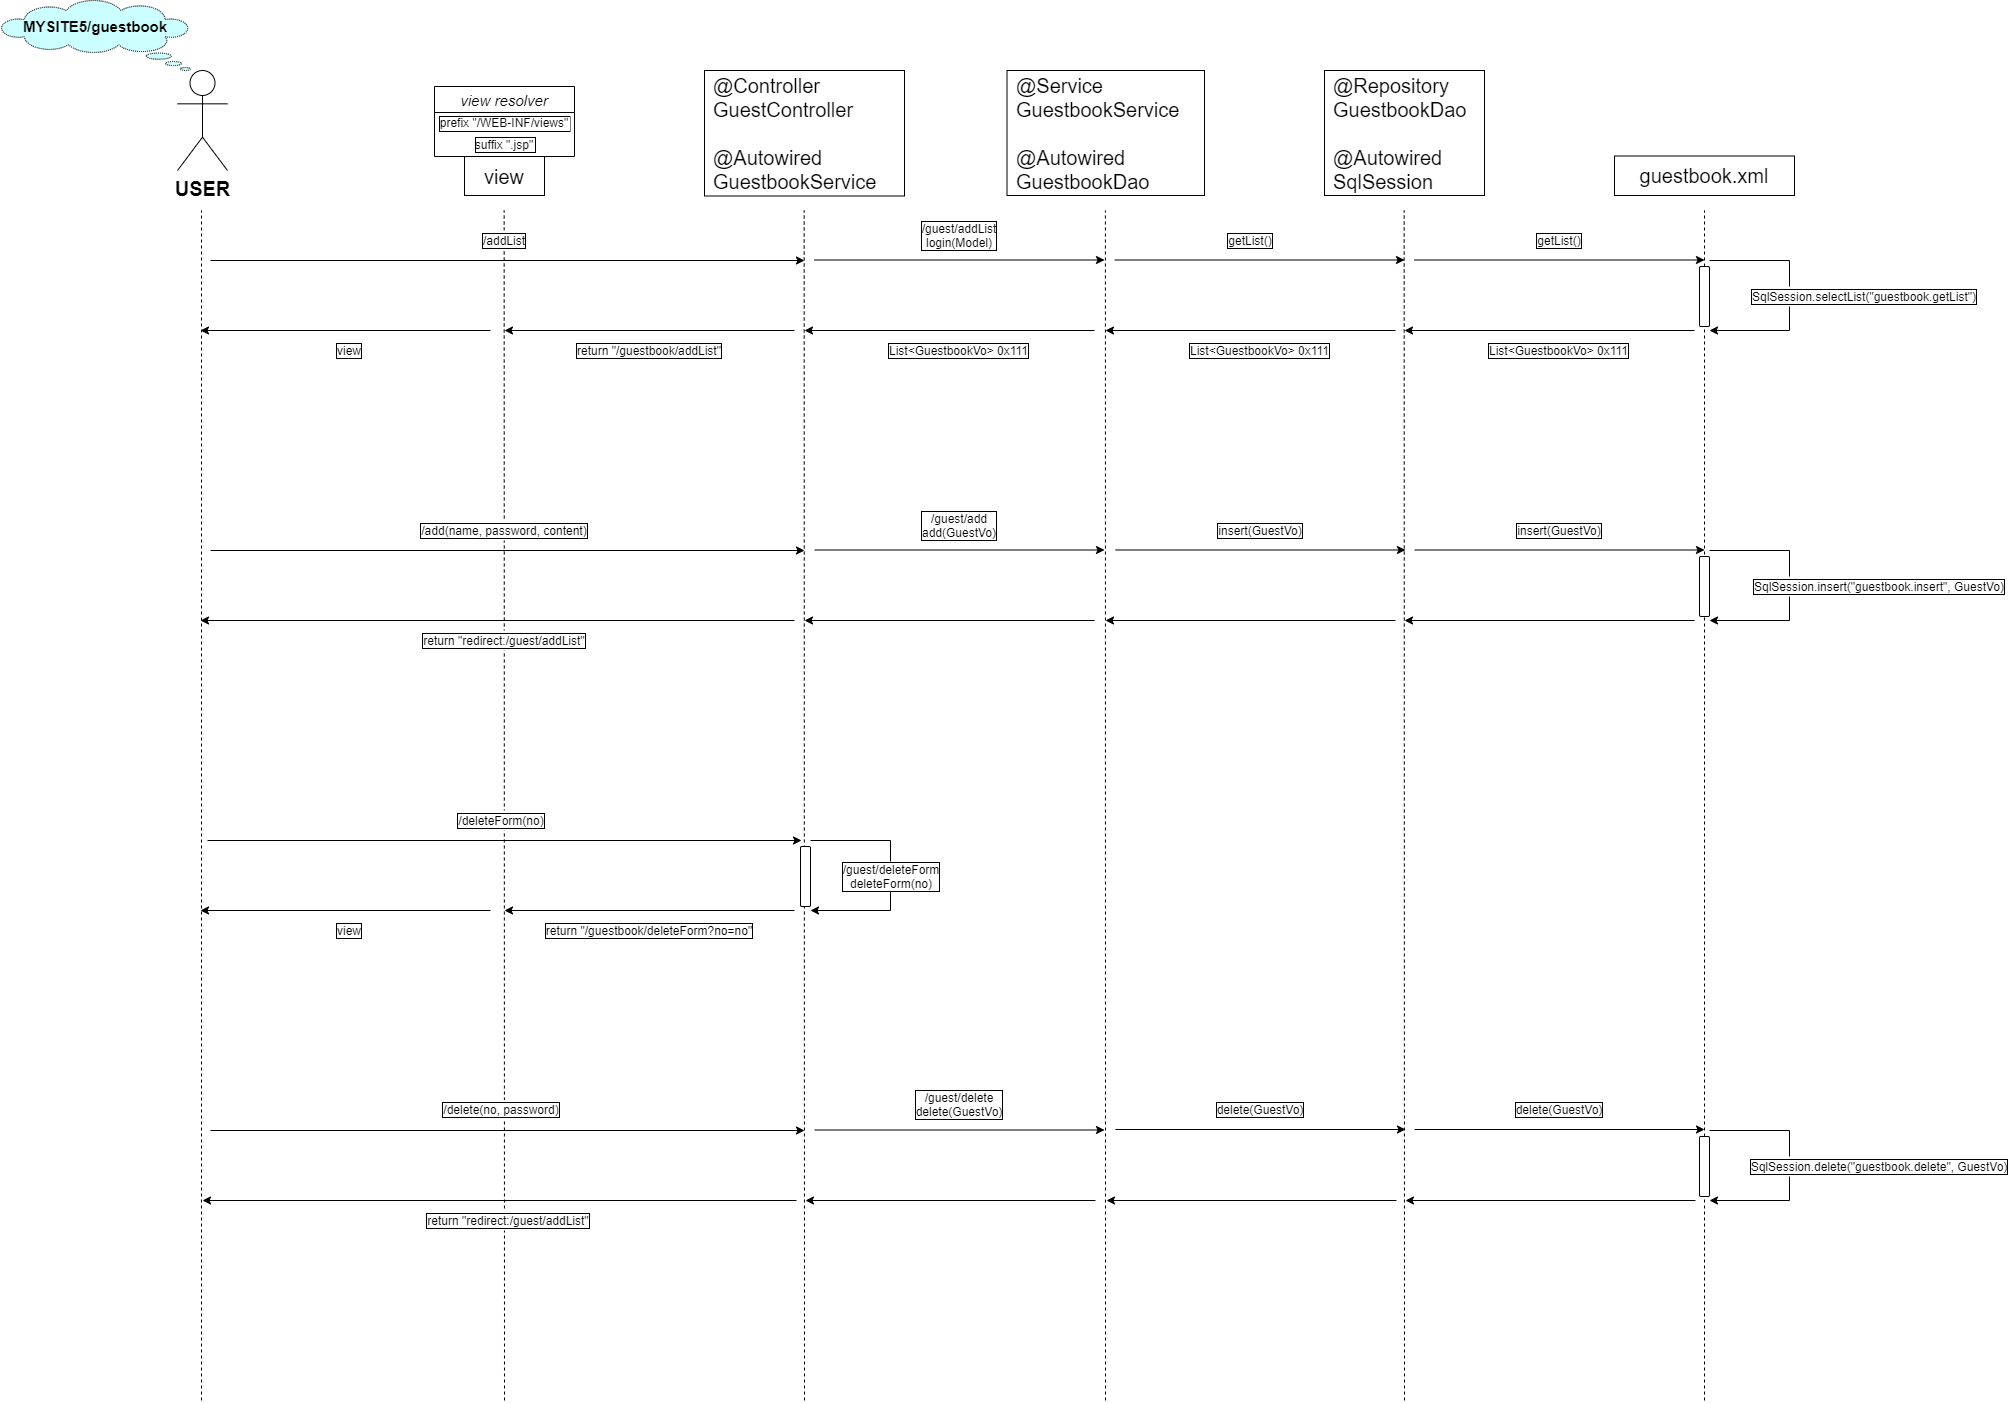 MYSITE5/guestbook
USER
view resolver
prefix "/WEB-INF/views"
suffix ".jsp"
view
@Controller
GuestController
@Autowired
GuestbookService
@Service
GuestbookService
@Autowired
GuestbookDao
@Repository
GuestbookDao
@Autowired
SqlSession
guestbook.xml
/addList
/guest/addList
login(Model)
getList()
getList()
SqlSession.selectList("guestbook.getList")
view
return "/guestbook/addList"
List<GuestbookVo> 0x111
List<GuestbookVo> 0x111
List<GuestbookVo> 0x111
/add(name, password, content)
/guest/add
add(GuestVo)
insert(GuestVo)
insert(GuestVo)
SqlSession.insert("guestbook.insert", GuestVo)
return "redirect:/guest/addList"
/deleteForm(no)
/guest/deleteForm
deleteForm(no)
view
return "/guestbook/deleteForm?no=no"
/delete(no, password)
/guest/delete
delete(GuestVo)
delete(GuestVo)
delete(GuestVo)
SqlSession.delete("guestbook.delete", GuestVo)
return "redirect:/guest/addList"